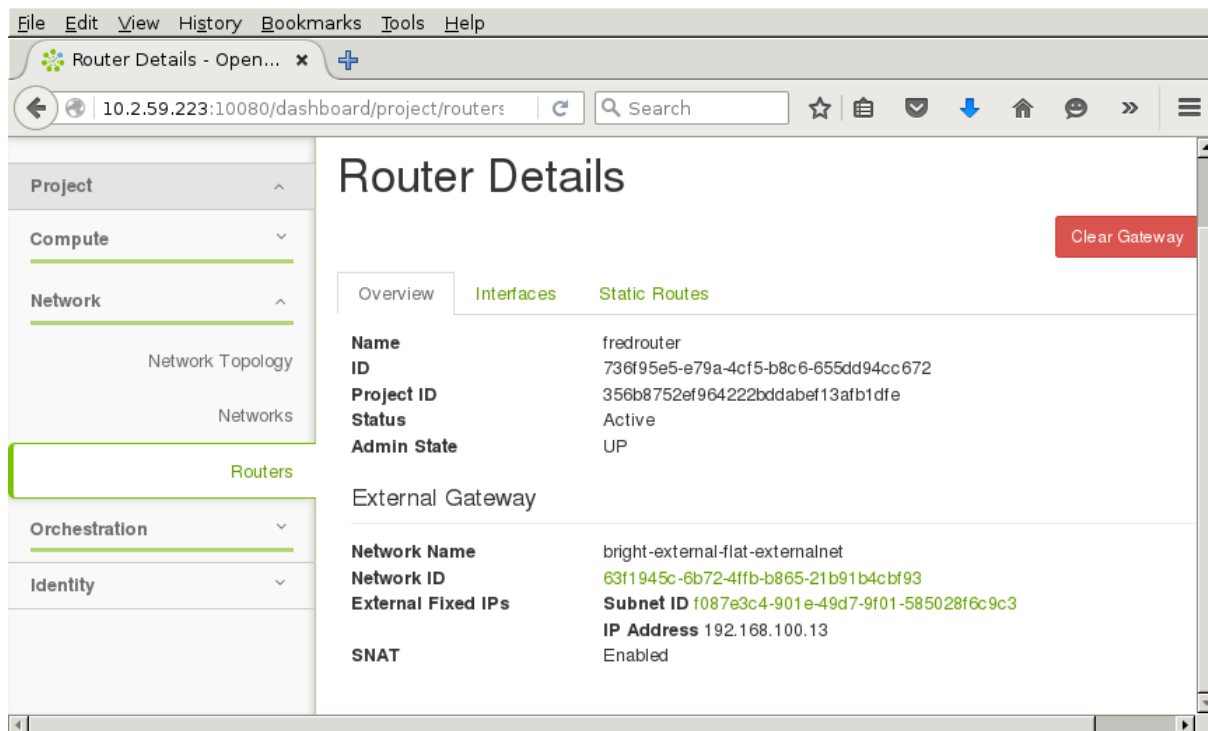 File Edit View History Bookmarks Tools Help
Router Details - Open...
10.2.59.223:10080/dashboard/project/routers
Search
Project
Compute
Network
Network Topology
Networks
Routers
Orchestration
Identity
Router Details
Clear Gateway
Overview Interfaces Static Routes
Name fredrouter
ID 736f95e5-e79a-4cf5-b8c6-655dd94cc672
Project ID 356b8752ef964222bddabef13afb1dfe
Status Active
Admin State UP
External Gateway
Network Name bright-external-flat-externalnet
Network ID 63f1945c-6b72-4ffb-b865-21b91b4cbf93
External Fixed IPs Subnet ID f087e3c4-901e-49d7-9f01-585028f6c9c3
IP Address 192.168.100.13
SNAT Enabled